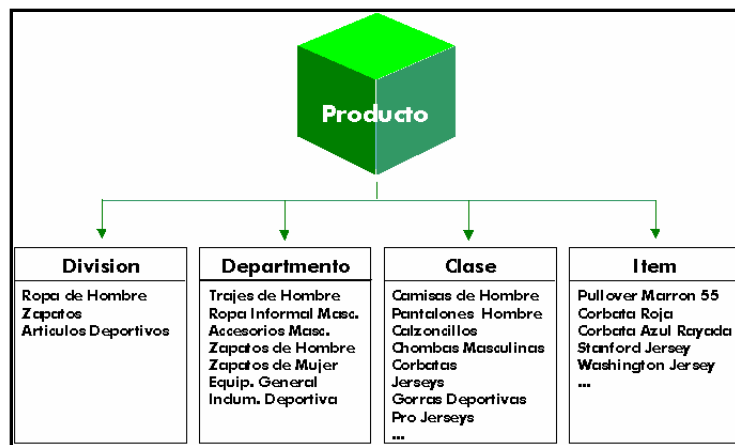 Producto
Division
Ropa de Hombre
Zapatos
Articulos Deportivos
Departmento
Trajes de Hombre
Ropa Informal Masc.
Accesorios Masc.
Zapatos de Hombre
Zapatos de Mujer
Equip. General
Indum. Deportiva
Clase
Camisas de Hombre
Pantalones Hombre
Calzoncillos
Chombas Masculinas
Corbatas
Jerseys
Gorras Deportivas
Pro Jerseys
...
Item
Pullover Marron 55
Corbata Roja
Corbata Azul Rayada
Stanford Jersey
Washington Jersey
...